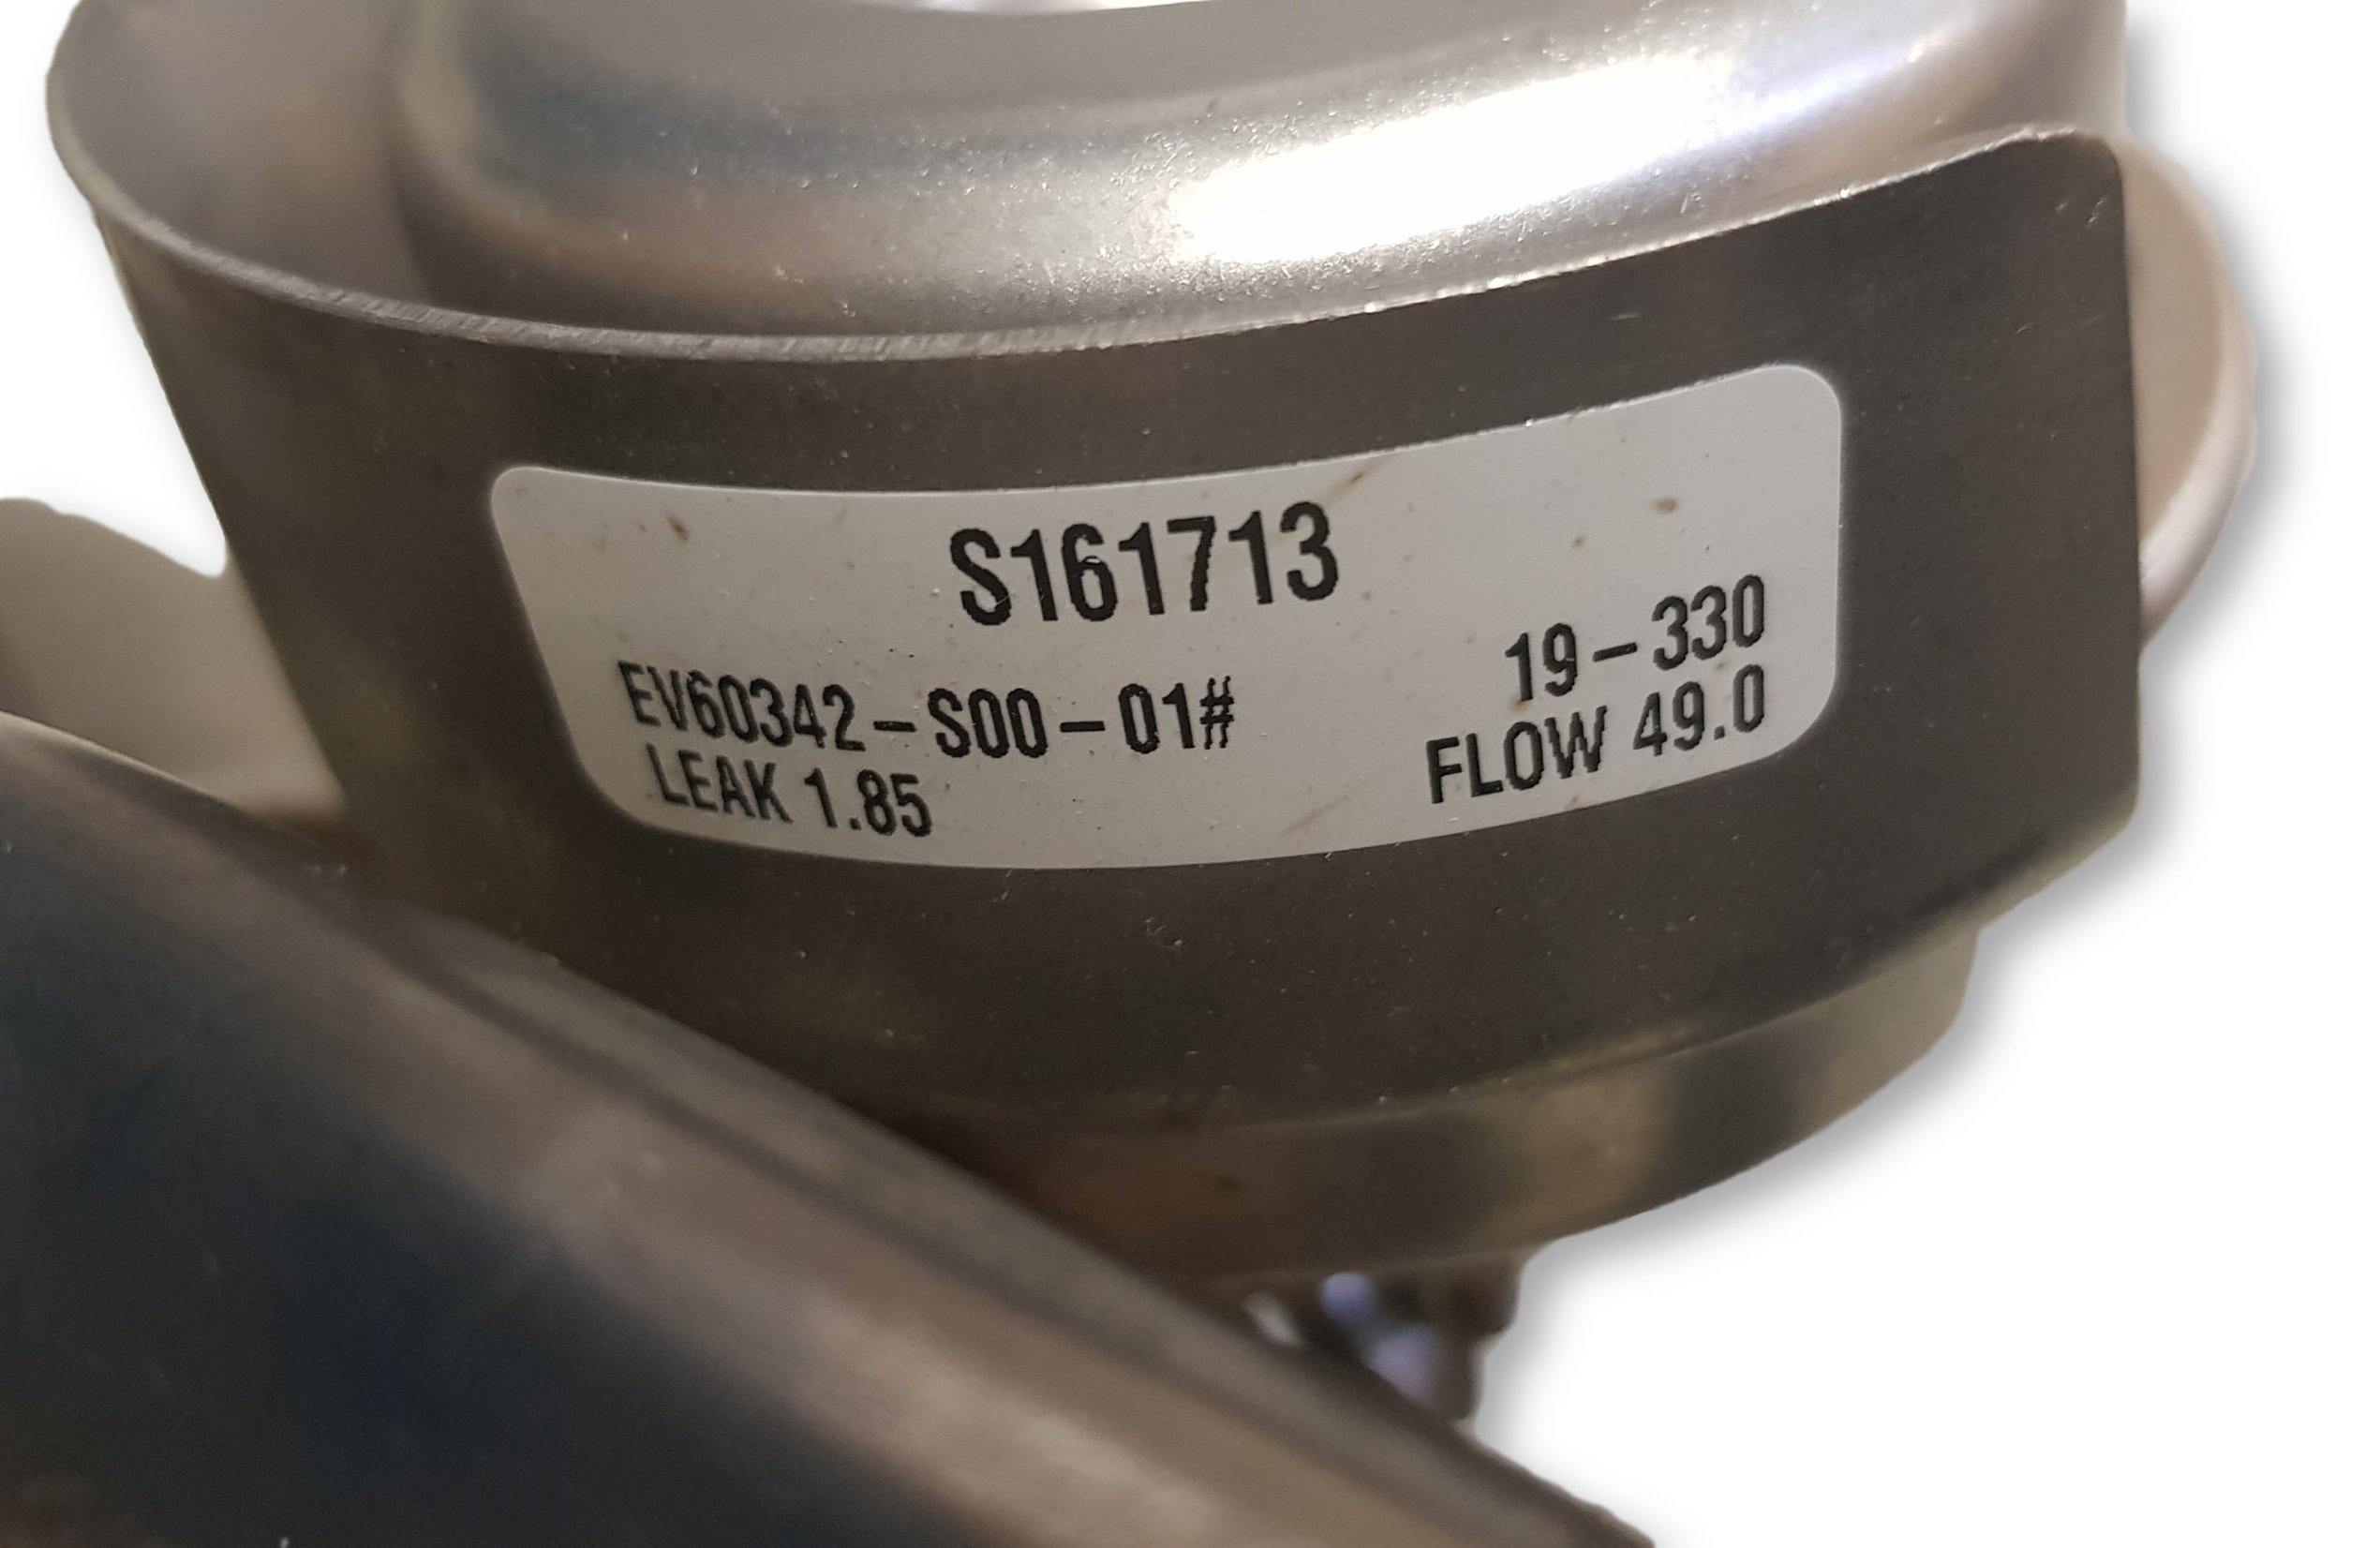 S161713
19-330
EV60342-S00-01#
FLOW 49.0
LEAK 1.85